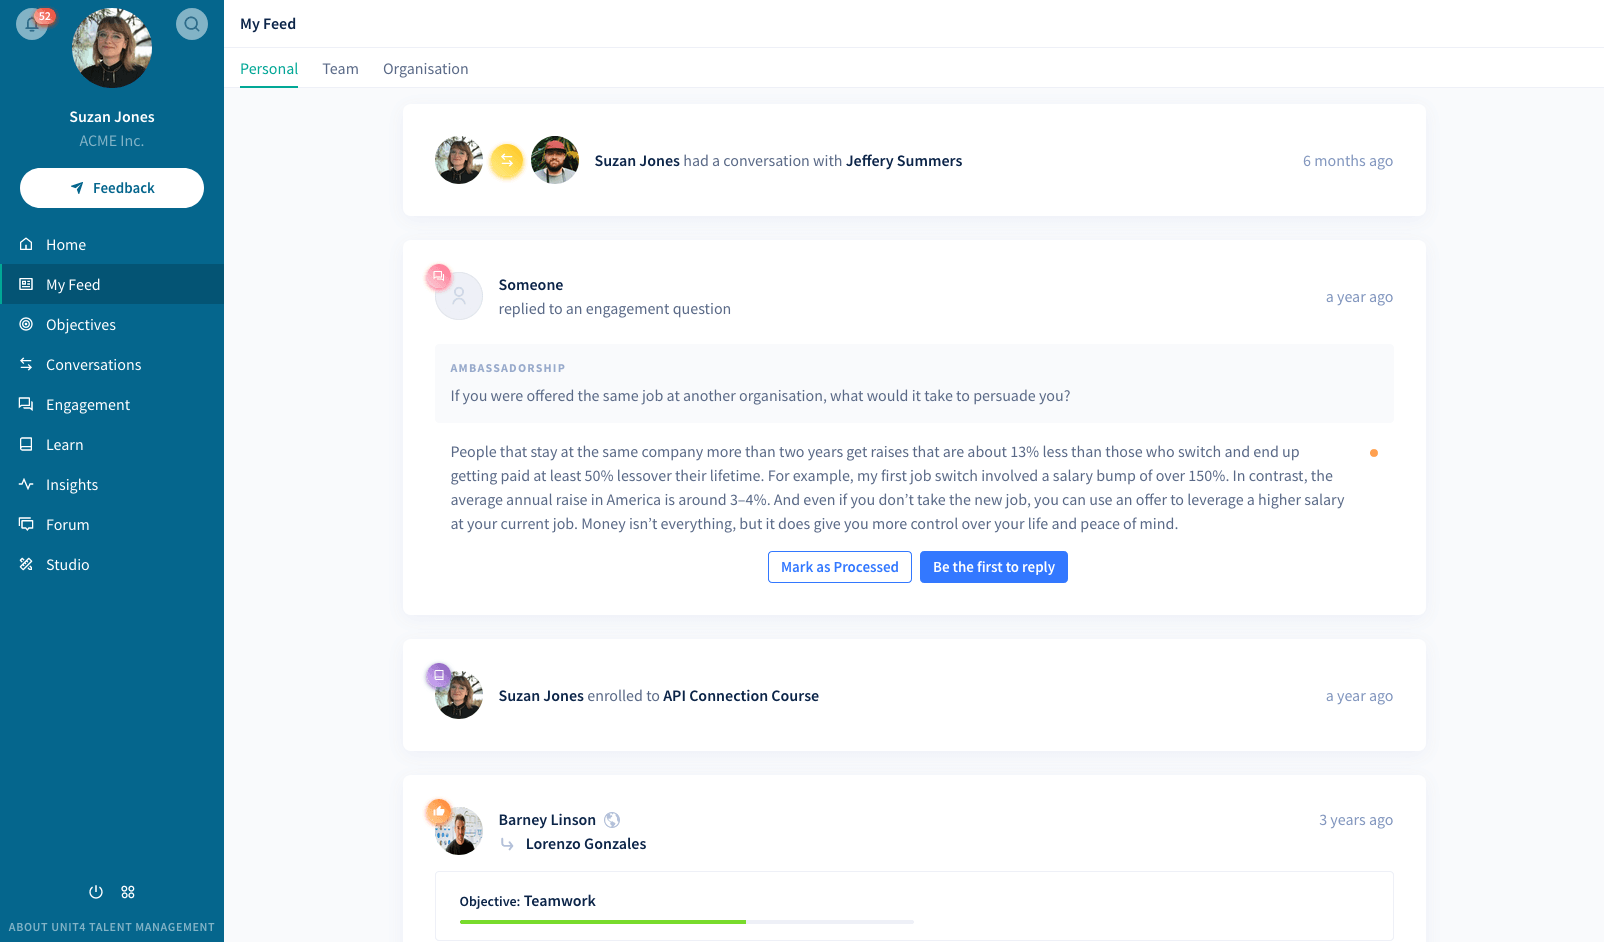 52
Suzan Jones
ACME Inc.
Feedback
Home
My Feed
Objectives
Conversations
Engagement
Learn
Insights
Forum
Studio
ABOUT UNIT4 TALENT MANAGEMENT
My Feed
Personal Team Organisation
Suzan Jones had a conversation with Jeffery Summers 6 months ago
Someone
replied to an engagement question
a year ago
AMBASSADORSHIP
If you were offered the same job at another organisation, what would it take to persuade you?
People that stay at the same company more than two years get raises that are about 13% less than those who switch and end up
getting paid at least 50% lessover their lifetime. For example, my first job switch involved a salary bump of over 150%. In contrast, the
average annual raise in America is around 3–4%. And even if you don’t take the new job, you can use an offer to leverage a higher salary
at your current job. Money isn’t everything, but it does give you more control over your life and peace of mind.
Mark as Processed Be the first to reply
Suzan Jones enrolled to API Connection Course a year ago
Barney Linson 3 years ago
Lorenzo Gonzales
Objective: Teamwork